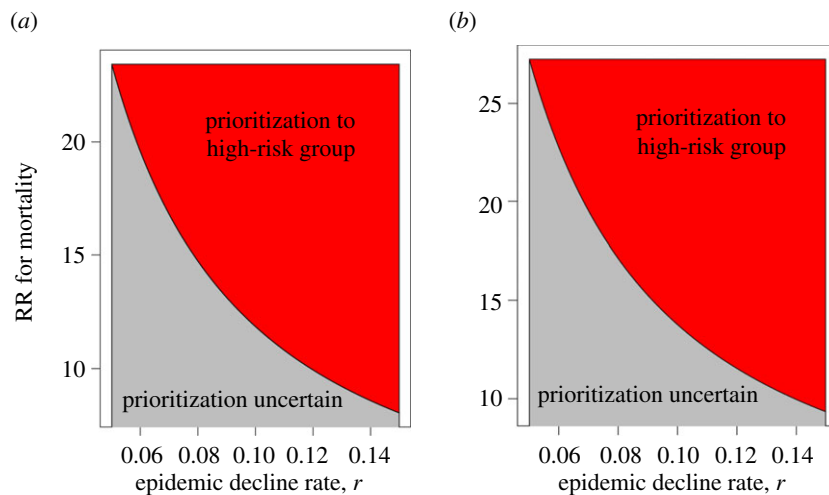 (a)
RR for mortality
20
15
10
prioritization to
high-risk group
prioritization uncertain
0.06 0.08 0.10 0.12 0.14
epidemic decline rate, r
(b)
25
20
15
10
prioritization to
high-risk group
prioritization uncertain
0.06 0.08 0.10 0.12 0.14
epidemic decline rate, r